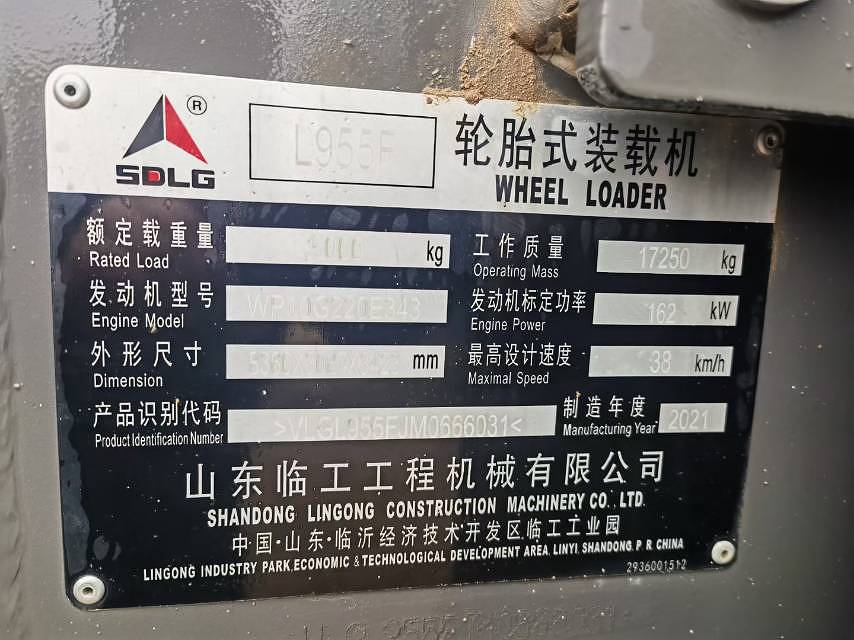 ®
SDLG
L955F
轮胎式装载机
WHEEL LOADER
额定载重量 kg
Rated Load
工作质量 17250 kg
Operating Mass
发动机型号
Engine Model
发动机标定功率 162 kW
Engine Power
外形尺寸 mm
Dimension
最高设计速度 38 km/h
Maximal Speed
产品识别代码 >VLGL955FJM0666031<
Product Identification Number
制造年度 2021
Manufacturing Year
山东临工工程机械有限公司
SHANDONG LINGONG CONSTRUCTION MACHINERY CO., LTD.
中国·山东·临沂经济技术开发区临工工业园
LINGONG INDUSTRY PARK,ECONOMIC & TECHNOLOGICAL DEVELOPMENT AREA, LINYI, SHANDONG, P. R. CHINA
2936001512